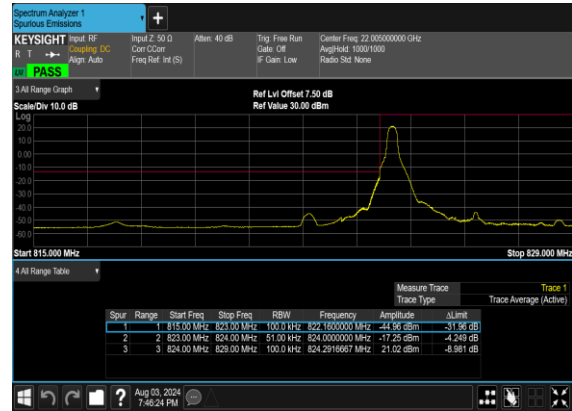 Spectrum Analyzer 1
Spurious Emissions
KEYSIGHT Input: RF Input Z: 50 Ω Atten: 40 dB Trig: Free Run Center Freq: 22.005000000 GHz
R T Coupling: DC Corr CCorr Gate: Off Avg|Hold: 1000/1000
Align: Auto Freq Ref: Int (S) IF Gain: Low Radio Std: None
PASS
3 All Range Graph
Ref Lvl Offset 7.50 dB
Scale/Div 10.0 dB Ref Value 30.00 dBm
Log
20.0
10.0
0.00
-10.0
-20.0
-30.0
-40.0
-50.0
-60.0
Start 815.000 MHz Stop 829.000 MHz
4 All Range Table
Measure Trace Trace 1
Trace Type Trace Average (Active)
Spur Range Start Freq Stop Freq RBW Frequency Amplitude ΔLimit
1 1 815.00 MHz 823.00 MHz 100.0 kHz 822.1600000 MHz -44.96 dBm -31.96 dB
2 2 823.00 MHz 824.00 MHz 51.00 kHz 824.0000000 MHz -17.25 dBm -4.249 dB
3 3 824.00 MHz 829.00 MHz 100.0 kHz 824.2916667 MHz 21.02 dBm -8.981 dB
Aug 03, 2024
7:46:24 PM